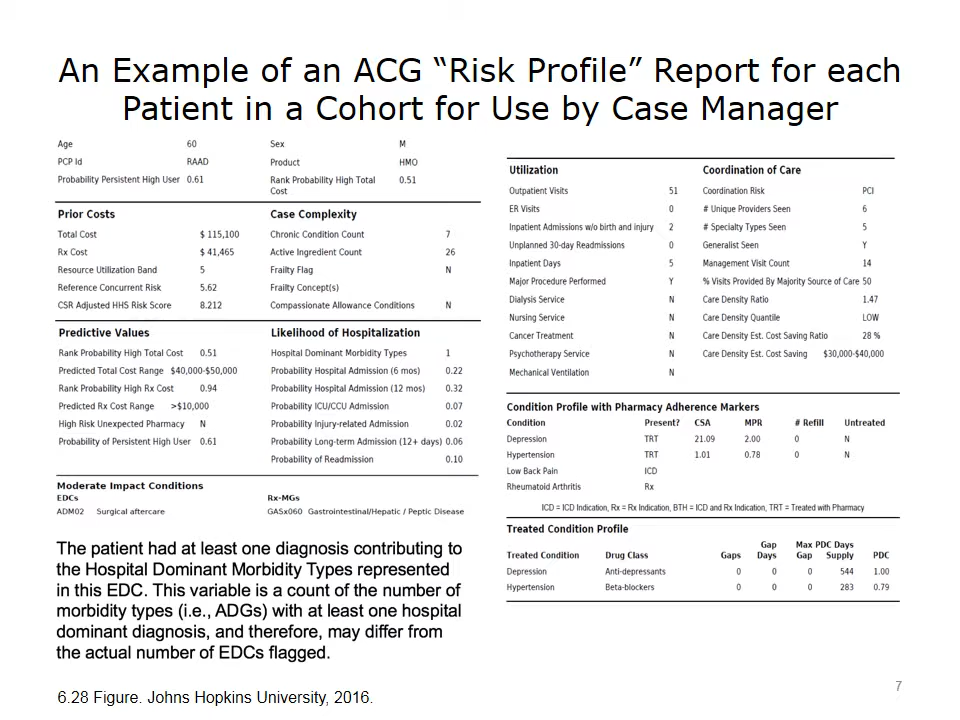 An Example of an ACG “Risk Profile” Report for each
Patient in a Cohort for Use by Case Manager
Age 60 Sex M
PCP Id RAAD Product HMO
Probability Persistent High User 0.61 Rank Probability High Total Cost 0.51
Prior Costs Case Complexity
Total Cost $ 115,100 Chronic Condition Count 7
Rx Cost $ 41,465 Active Ingredient Count 26
Resource Utilization Band 5 Frailty Flag N
Reference Concurrent Risk 5.62 Frailty Concept(s)
CSR Adjusted HHS Risk Score 8.212 Compassionate Allowance Conditions N
Predictive Values Likelihood of Hospitalization
Rank Probability High Total Cost 0.51 Hospital Dominant Morbidity Types 1
Predicted Total Cost Range $40,000-$50,000 Probability Hospital Admission (6 mos) 0.22
Rank Probability High Rx Cost 0.94 Probability Hospital Admission (12 mos) 0.32
Predicted Rx Cost Range >$10,000 Probability ICU/CCU Admission 0.07
High Risk Unexpected Pharmacy N Probability Injury-related Admission 0.02
Probability of Persistent High User 0.61 Probability Long-term Admission (12+ days) 0.06
Probability of Readmission 0.10
Moderate Impact Conditions
EDCs Rx-MGs
ADM02 Surgical aftercare GASx060 Gastrointestinal/Hepatic / Peptic Disease
The patient had at least one diagnosis contributing to
the Hospital Dominant Morbidity Types represented
in this EDC. This variable is a count of the number of
morbidity types (i.e., ADGs) with at least one hospital
dominant diagnosis, and therefore, may differ from
the actual number of EDCs flagged.
6.28 Figure. Johns Hopkins University, 2016.
Utilization Coordination of Care
Outpatient Visits 51 Coordination Risk PCI
ER Visits 0 # Unique Providers Seen 6
Inpatient Admissions w/o birth and injury 2 # Specialty Types Seen 5
Unplanned 30-day Readmissions 0 Generalist Seen Y
Inpatient Days 5 Management Visit Count 14
Major Procedure Performed Y % Visits Provided By Majority Source of Care 50
Dialysis Service N Care Density Ratio 1.47
Nursing Service N Care Density Quantile LOW
Cancer Treatment N Care Density Est. Cost Saving Ratio 28 %
Psychotherapy Service N Care Density Est. Cost Saving $30,000-$40,000
Mechanical Ventilation N
Condition Profile with Pharmacy Adherence Markers
Condition Present? CSA MPR # Refill Untreated
Depression TRT 21.09 2.00 0 N
Hypertension TRT 1.01 0.78 0 N
Low Back Pain ICD
Rheumatoid Arthritis Rx
ICD = ICD Indication, Rx = Rx Indication, BTH = ICD and Rx Indication, TRT = Treated with Pharmacy
Treated Condition Profile
Gap Max PDC Days
Treated Condition Drug Class Gaps Days Gap Supply PDC
Depression Anti-depressants 0 0 0 544 1.00
Hypertension Beta-blockers 0 0 0 283 0.79
7